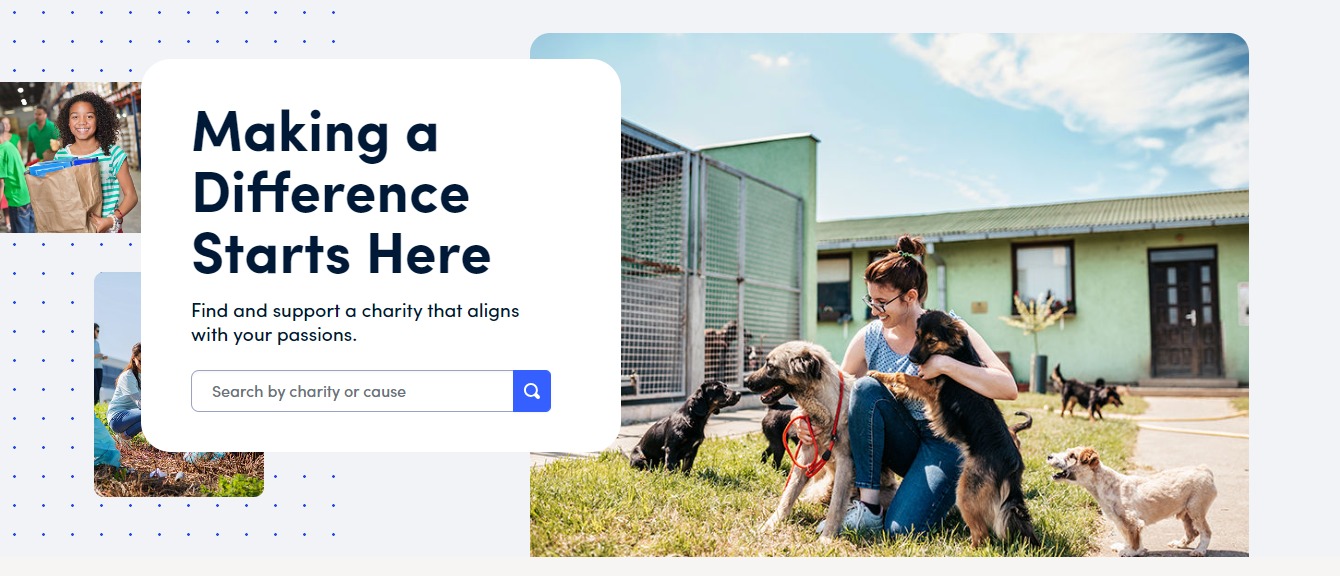 Making a
Difference
Starts Here
Find and support a charity that aligns
with your passions.
Search by charity or cause